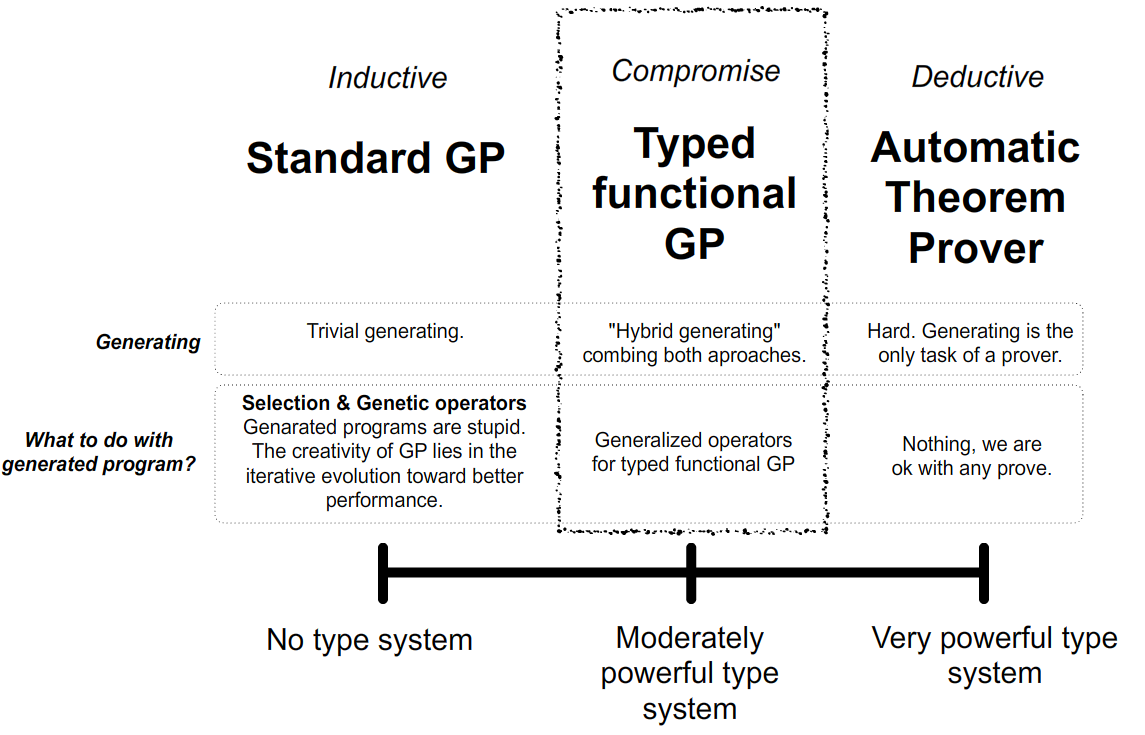 Inductive
Compromise
Deductive
Standard GP
Typed
functional
GP
Automatic
Theorem
Prover
Generating
Trivial generating.
"Hybrid generating"
combing both aproaches.
Hard. Generating is the
only task of a prover.
What to do with
generated program?
Selection & Genetic operators
Genarated programs are stupid.
The creativity of GP lies in the
iterative evolution toward better
performance.
Generalized operators
for typed functional GP
Nothing, we are
ok with any prove.
No type system
Moderately
powerful type
system
Very powerful type
system